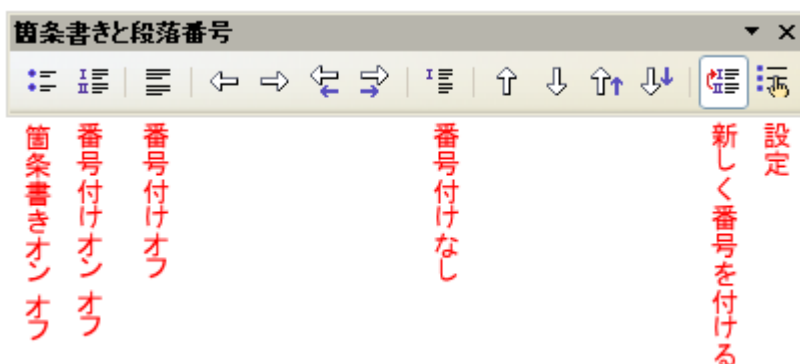 箇条書きと段落番号
箇条書きオン オフ
番号付けオン オフ
番号付けオフ
番号付けなし
新しく番号を付ける
設定